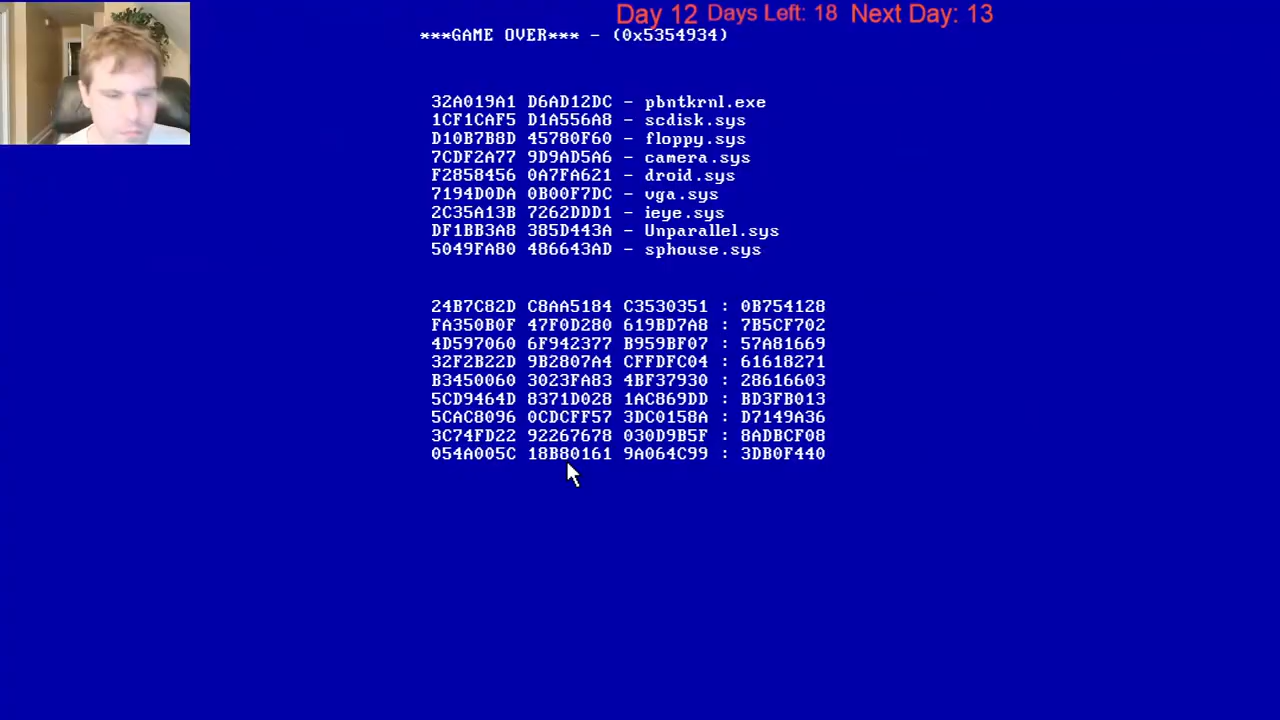 Day 12 Days Left: 18 Next Day: 13
***GAME OVER*** - (0x5354934)
32A019A1 D6AD12DC - pbntkrnl.exe
1CF1CAF5 D1A556A8 - scdisk.sys
D10B7B8D 45780F60 - floppy.sys
7CDF2A77 9D9AD5A6 - camera.sys
F2858456 0A7FA621 - droid.sys
7194D0DA 0B00F7DC - vga.sys
2C35A13B 7262DDD1 - ieye.sys
DF1BB3A8 385D443A - Unparallel.sys
5049FA80 486643AD - sphouse.sys
24B7C82D C8AA5184 C3530351 : 0B754128
FA350B0F 47F0D280 619BD7A8 : 7B5CF702
4D597060 6F942377 B959BF07 : 57A81669
32F2B22D 9B2807A4 CFFDFC04 : 61618271
B3450060 3023FA83 4BF37930 : 28616603
5CD9464D 8371D028 1AC869DD : BD3FB013
5CAC8096 0CDCFF57 3DC0158A : D7149A36
3C74FD22 92267678 030D9B5F : 8ADBCF08
054A005C 18B80161 9A064C99 : 3DB0F440